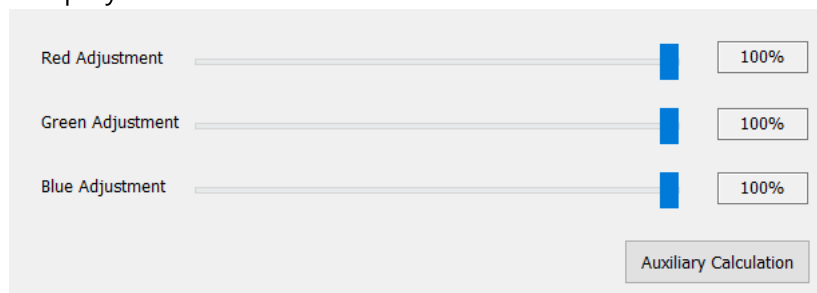 Red Adjustment 100%
Green Adjustment 100%
Blue Adjustment 100%
Auxiliary Calculation